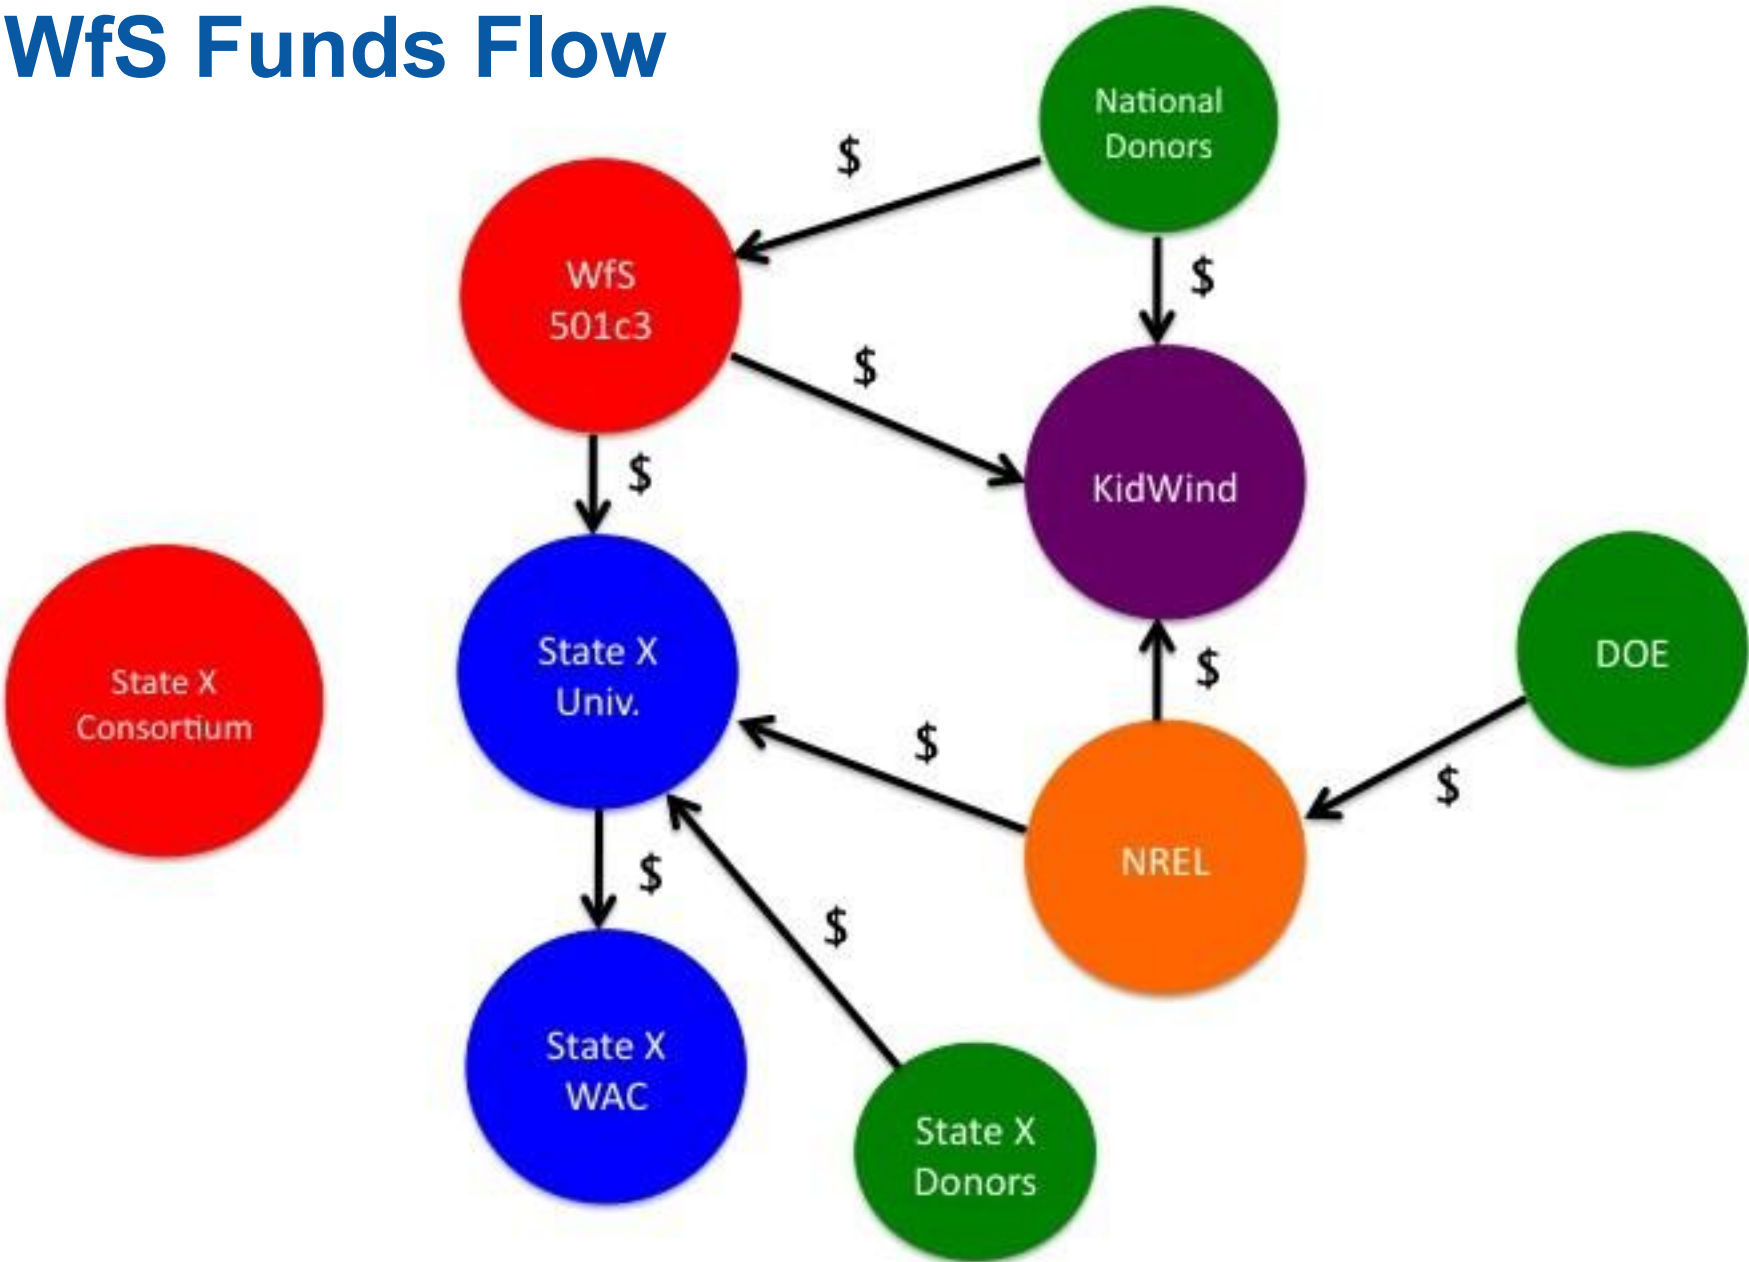 WfS Funds Flow
National
Donors
$
WfS
501c3
$
$
$
KidWind
State X
Consortium
State X
Univ.
DOE
$
$
$
NREL
$
$
State X
WAC
State X
Donors